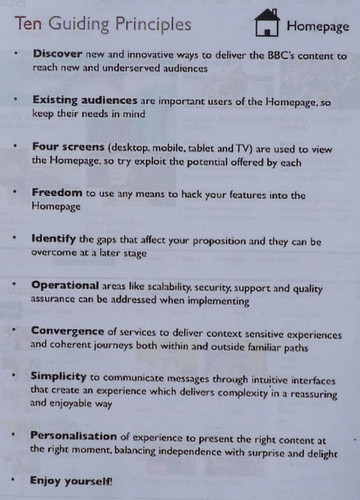 Ten Guiding Principles
Homepage
• Discover new and innovative ways to deliver the BBC's content to
reach new and underserved audiences
• Existing audiences are important users of the Homepage, so
keep their needs in mind
• Four screens (desktop, mobile, tablet and TV) are used to view
the Homepage, so try exploit the potential offered by each
• Freedom to use any means to hack your features into the
Homepage
• Identify the gaps that affect your proposition and they can be
overcome at a later stage
• Operational areas like scalability, security, support and quality
assurance can be addressed when implementing
• Convergence of services to deliver context sensitive experiences
and coherent journeys both within and outside familiar paths
• Simplicity to communicate messages through intuitive interfaces
that create an experience which delivers complexity in a reassuring
and enjoyable way
• Personalisation of experience to present the right content at
the right moment, balancing independence with surprise and delight
• Enjoy yourself!